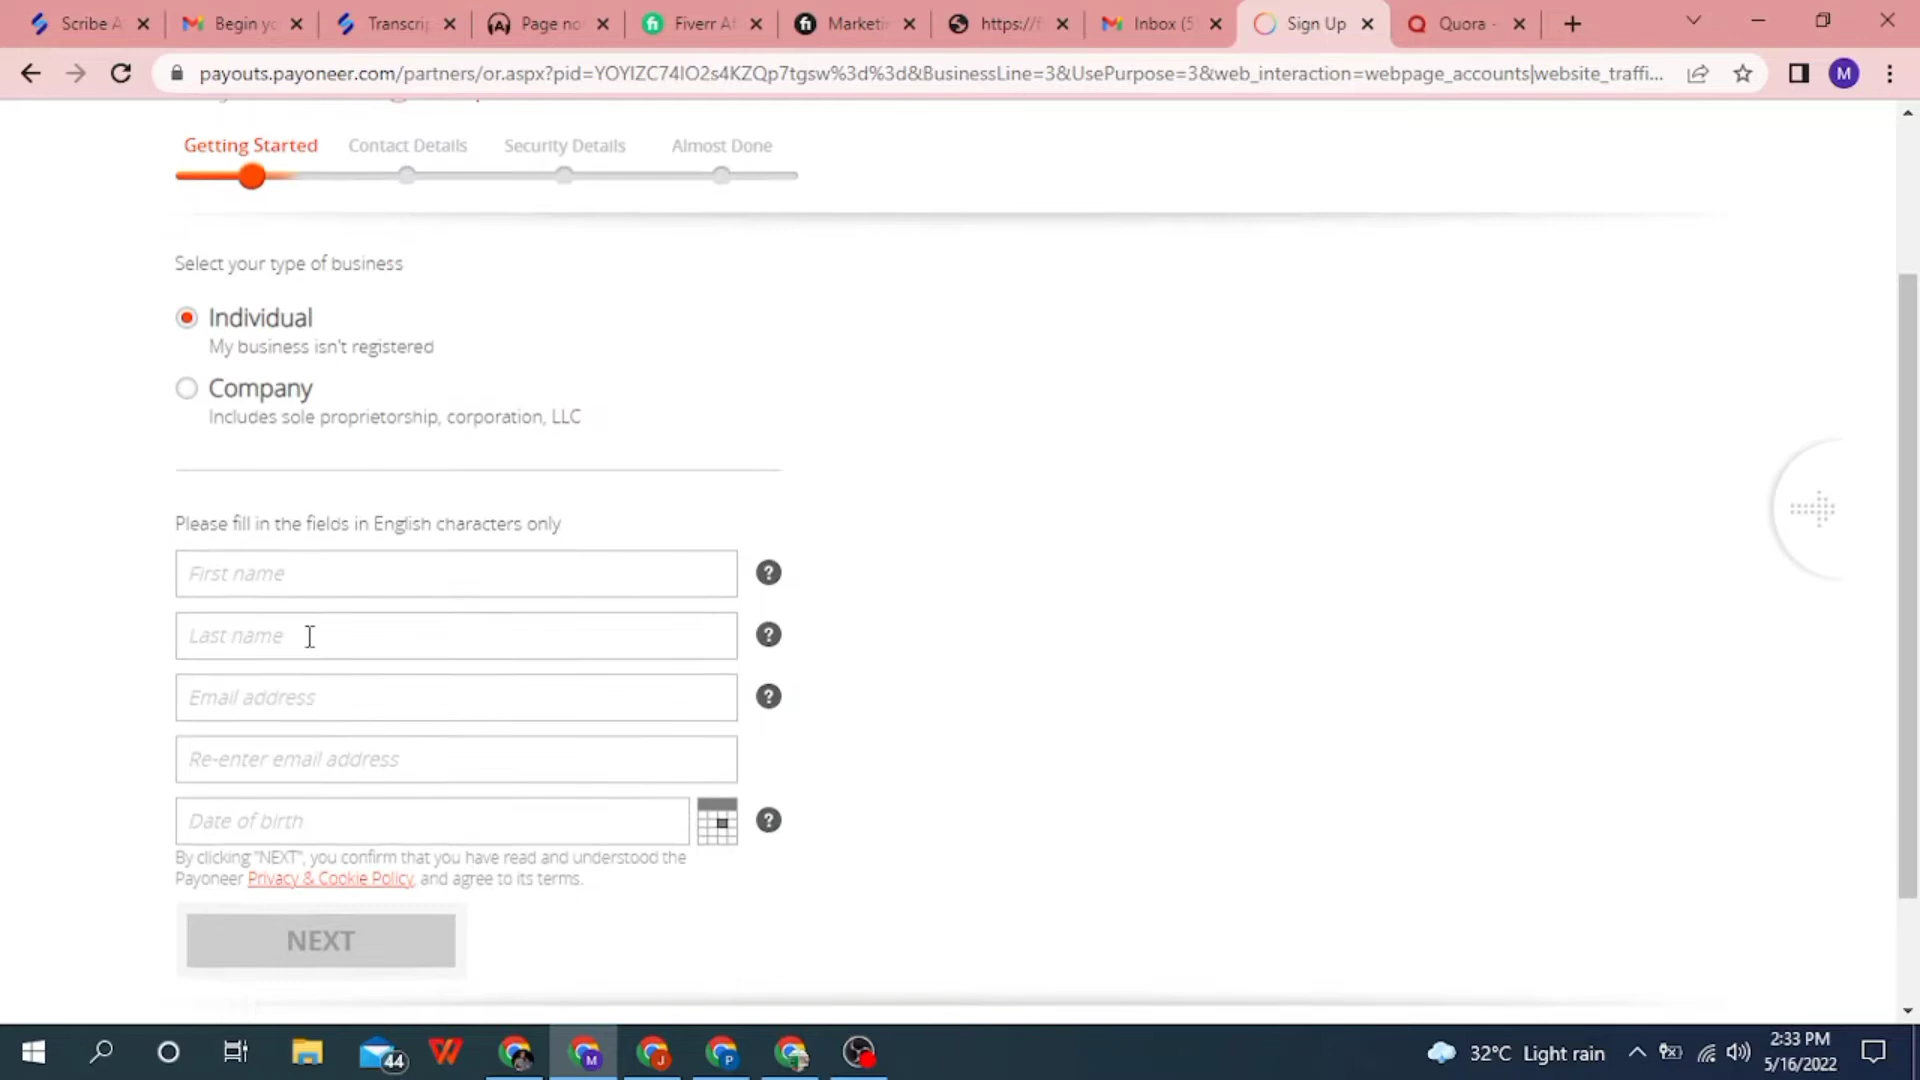 Scribe A
Begin yo
Transcrip
Page no
Fiverr Af
Marketin
https://f
Inbox (5
Sign Up
Quora -
payouts.payoneer.com/partners/or.aspx?pid=YOYIZC74IO2s4KZQp7tgsw%3d%3d&BusinessLine=3&UsePurpose=3&web_interaction=webpage_accounts|website_traffi...
M
Getting Started
Contact Details
Security Details
Almost Done
Select your type of business
Individual
My business isn't registered
Company
Includes sole proprietorship, corporation, LLC
Please fill in the fields in English characters only
First name
?
Last name
?
Email address
?
Re-enter email address
Date of birth
?
By clicking "NEXT", you confirm that you have read and understood the
Payoneer Privacy & Cookie Policy, and agree to its terms.
NEXT
44
M
J
P
32°C Light rain
2:33 PM
5/16/2022